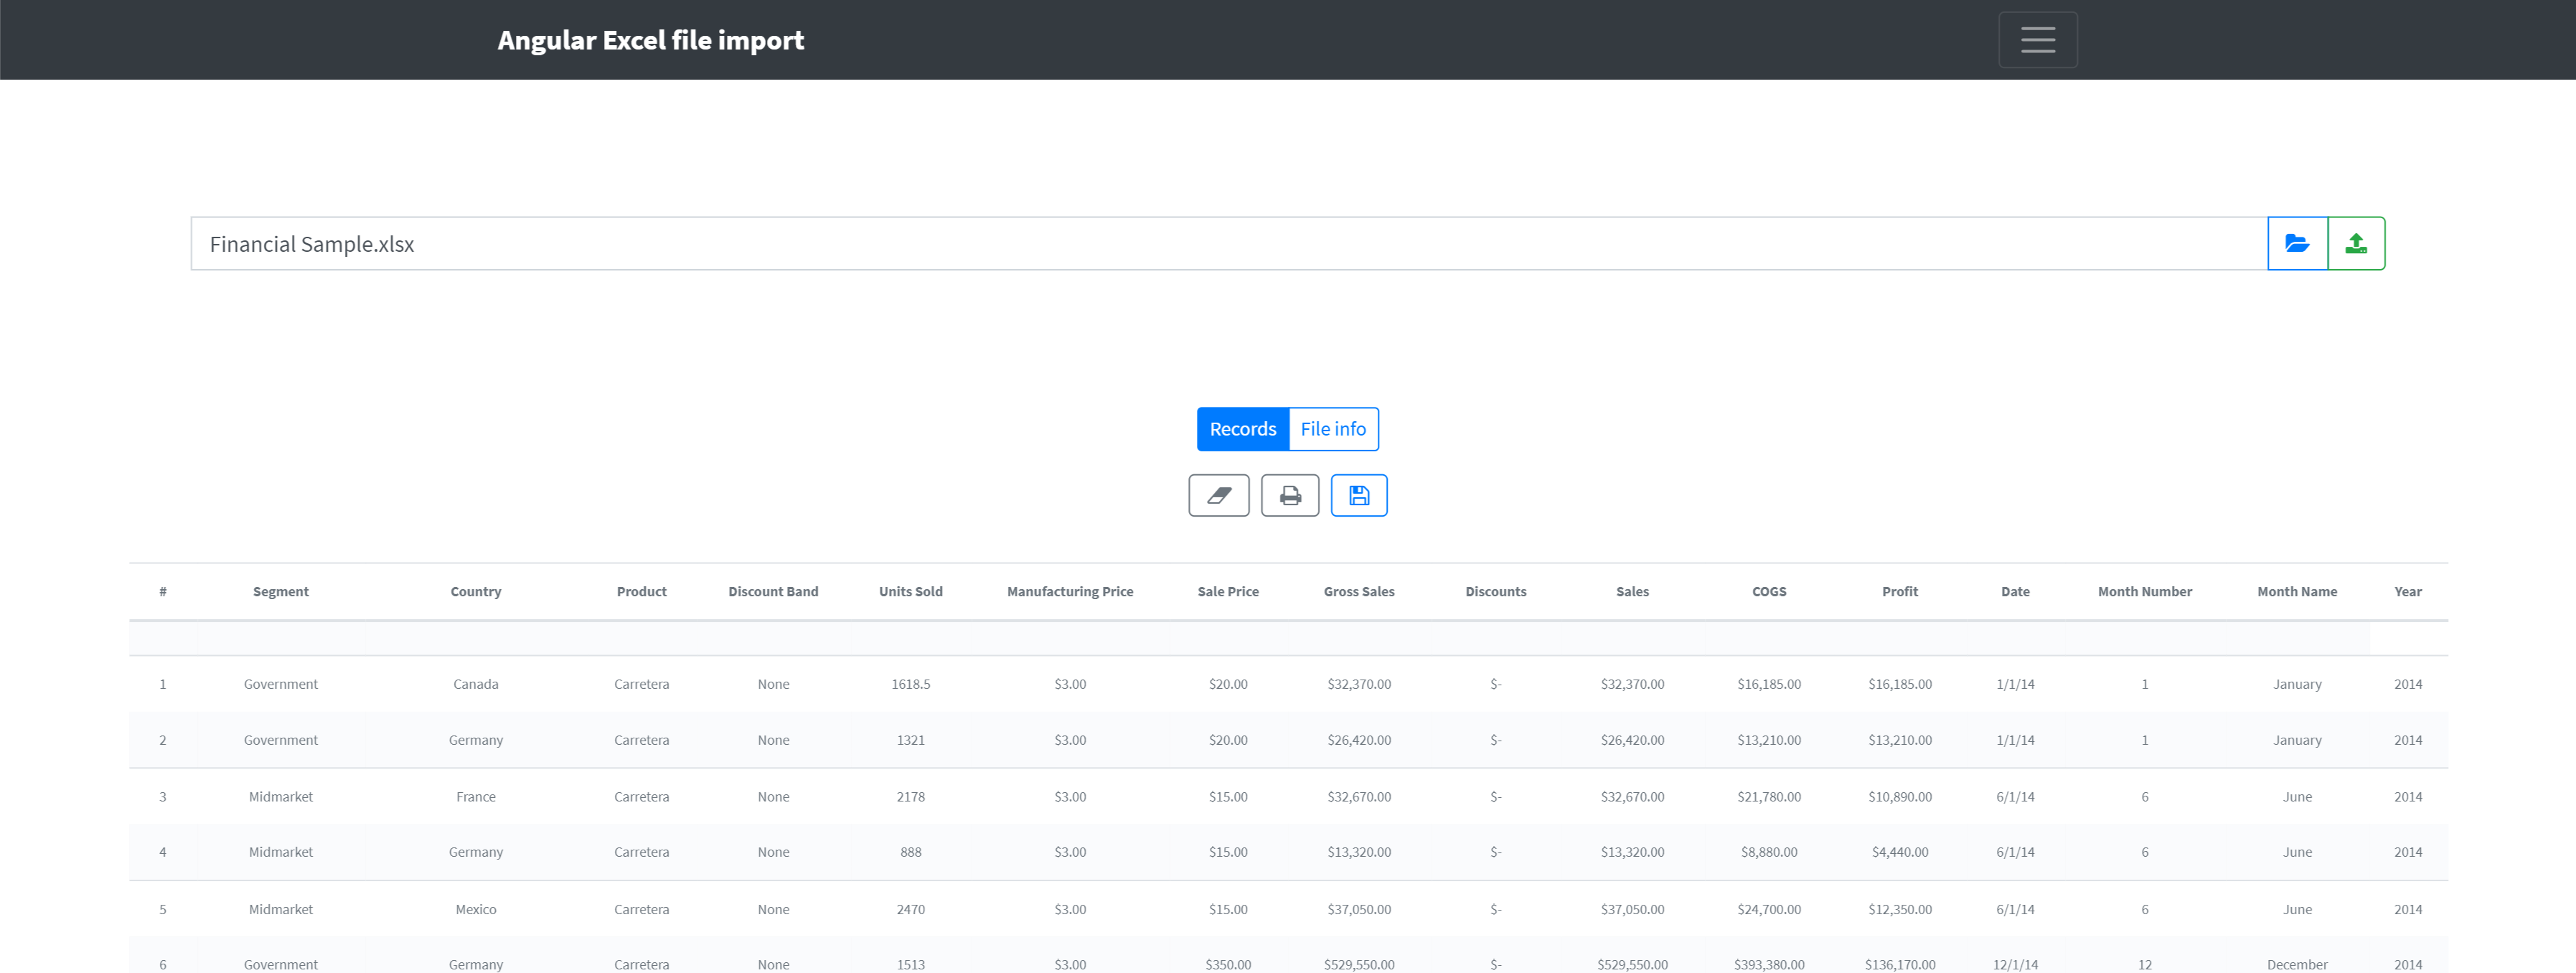 Angular Excel file import
Financial Sample.xlsx
Records File info
# Segment Country Product Discount Band Units Sold Manufacturing Price Sale Price Gross Sales Discounts Sales COGS Profit Date Month Number Month Name Year
1 Government Canada Carretera None 1618.5 $3.00 $20.00 $32,370.00 $- $32,370.00 $16,185.00 $16,185.00 1/1/14 1 January 2014
2 Government Germany Carretera None 1321 $3.00 $20.00 $26,420.00 $- $26,420.00 $13,210.00 $13,210.00 1/1/14 1 January 2014
3 Midmarket France Carretera None 2178 $3.00 $15.00 $32,670.00 $- $32,670.00 $21,780.00 $10,890.00 6/1/14 6 June 2014
4 Midmarket Germany Carretera None 888 $3.00 $15.00 $13,320.00 $- $13,320.00 $8,880.00 $4,440.00 6/1/14 6 June 2014
5 Midmarket Mexico Carretera None 2470 $3.00 $15.00 $37,050.00 $- $37,050.00 $24,700.00 $12,350.00 6/1/14 6 June 2014
6 Government Germany Carretera None 1513 $3.00 $350.00 $529,550.00 $- $529,550.00 $393,380.00 $136,170.00 12/1/14 12 December 2014